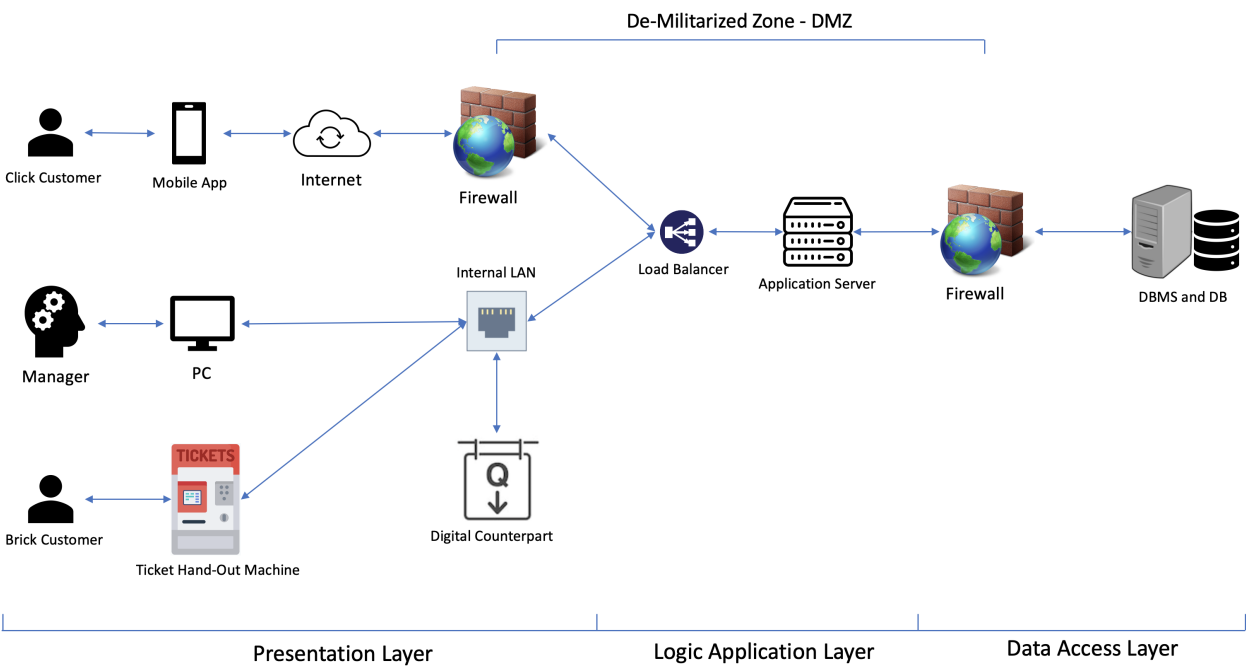 De-Militarized Zone - DMZ
Click Customer
Mobile App
Internet
Firewall
Internal LAN
Load Balancer
Application Server
Firewall
DBMS and DB
Manager
PC
TICKETS
Q
Brick Customer
Ticket Hand-Out Machine
Digital Counterpart
Presentation Layer
Logic Application Layer
Data Access Layer